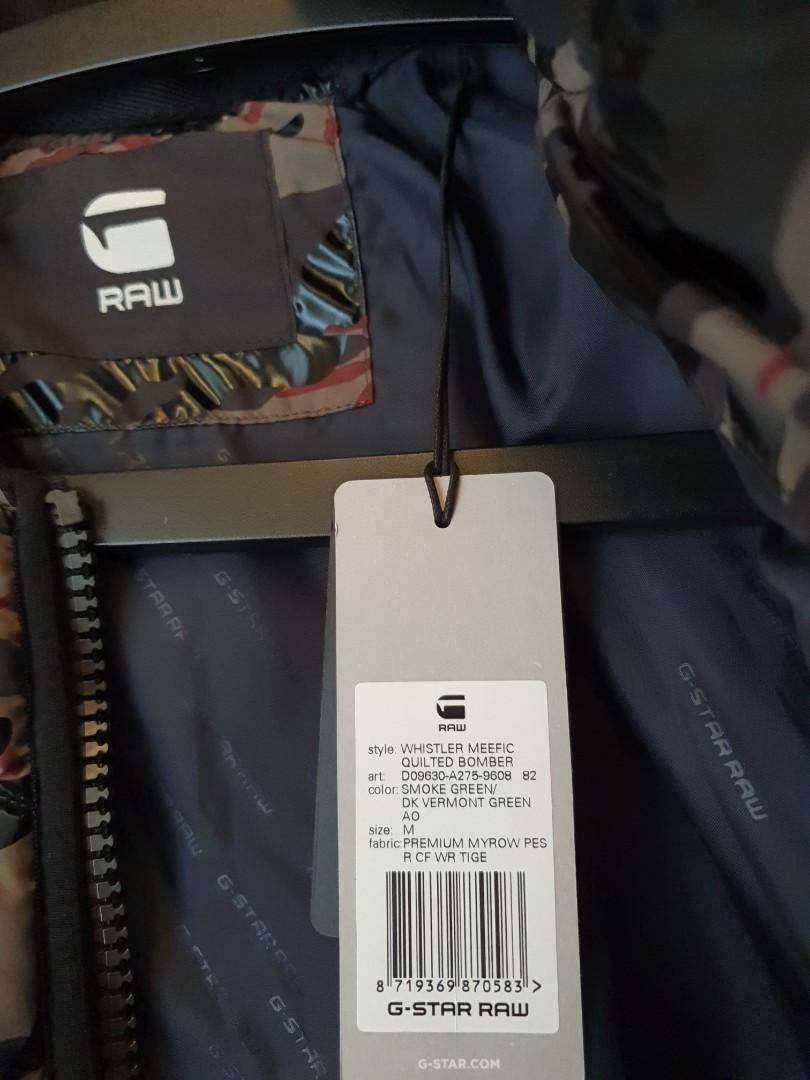 RAW
G-STAR RAW
RAW
style: WHISTLER MEEFIC
QUILTED BOMBER
art: D09630-A275-9608 82
color: SMOKE GREEN/
DK VERMONT GREEN
AO
size: M
fabric: PREMIUM MYROW PES
R CF WR TIGE
8 719369 870583 >
G-STAR RAW
G-STAR.COM